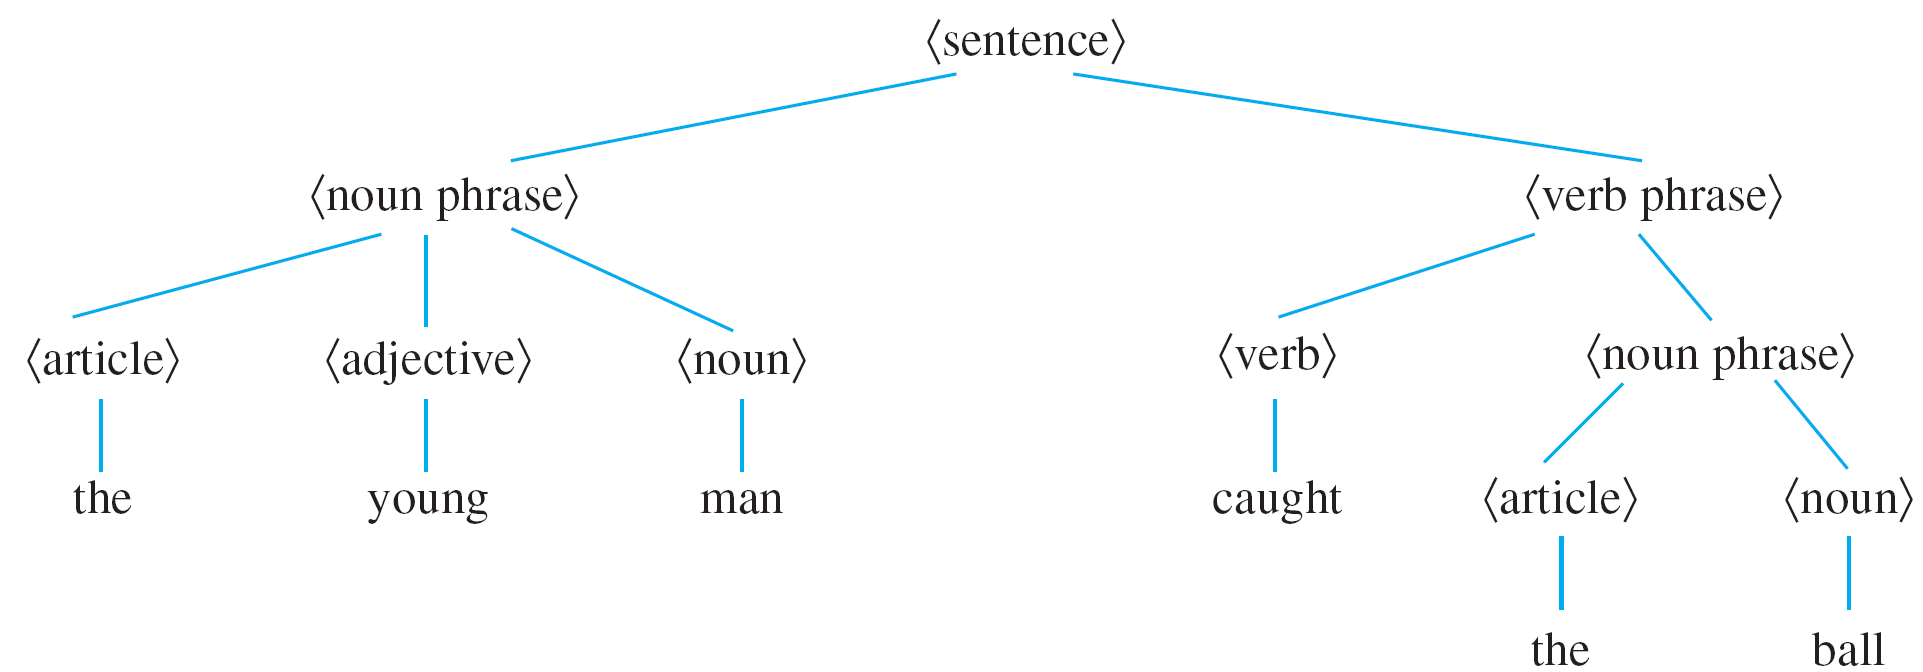 ⟨sentence⟩
⟨noun phrase⟩ ⟨verb phrase⟩
⟨article⟩ ⟨adjective⟩ ⟨noun⟩ ⟨verb⟩ ⟨noun phrase⟩
the young man caught ⟨article⟩ ⟨noun⟩
the ball